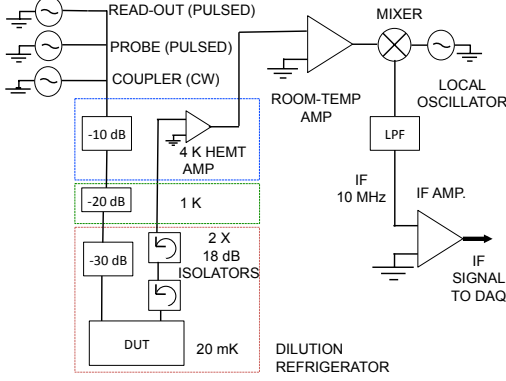 READ-OUT (PULSED)
PROBE (PULSED)
COUPLER (CW)
MIXER
ROOM-TEMP
AMP
LOCAL
OSCILLATOR
-10 dB
4 K HEMT
AMP
LPF
-20 dB
1 K
IF
10 MHz
IF AMP.
-30 dB
2 X
18 dB
ISOLATORS
IF
SIGNAL
TO DAQ
DUT
20 mK
DILUTION
REFRIGERATOR